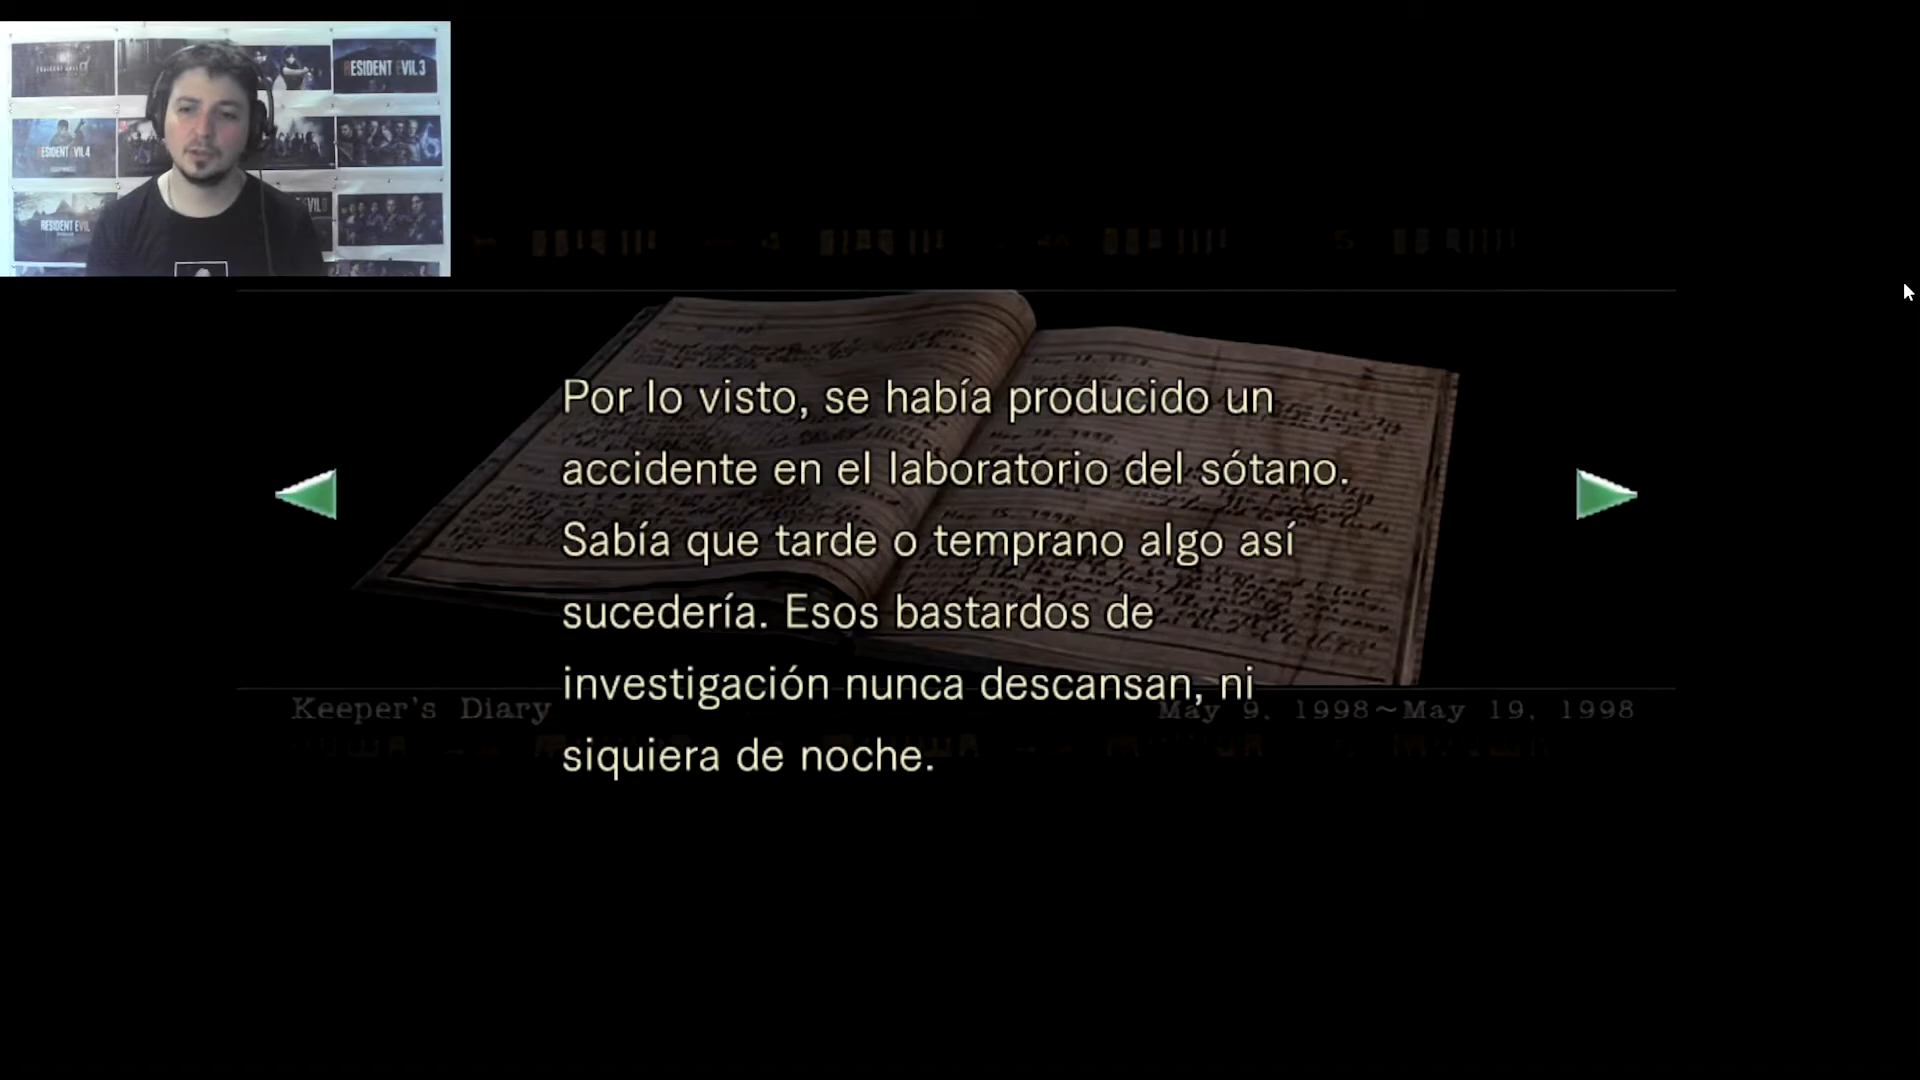 RESIDENT EVIL 3
RESIDENT EVIL 4
RESIDENT EVIL
Por lo visto, se había producido un
accidente en el laboratorio del sótano.
Sabía que tarde o temprano algo así
sucedería. Esos bastardos de
investigación nunca descansan, ni
siquiera de noche.
Keeper's Diary
May 9, 1998~May 19, 1998